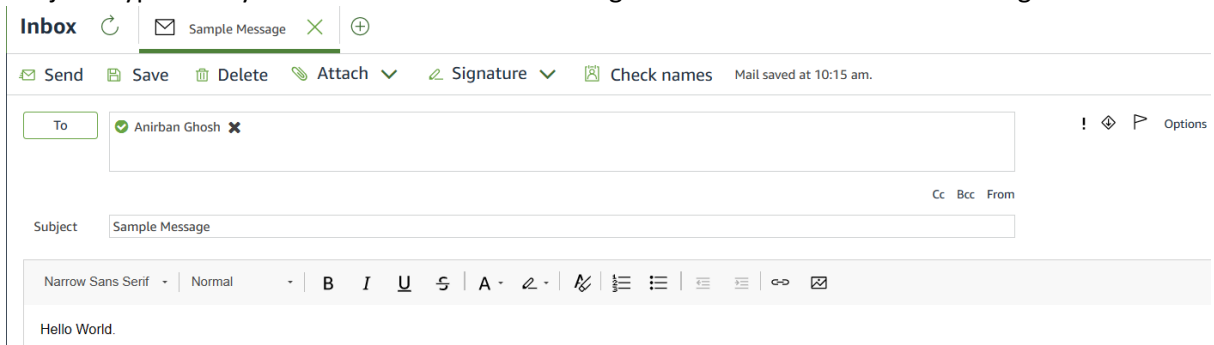 Inbox Sample Message
Send Save Delete Attach Signature Check names Mail saved at 10:15 am.
To Anirban Ghosh ! Options
Cc Bcc From
Subject Sample Message
Narrow Sans Serif Normal B I U S A
Hello World.